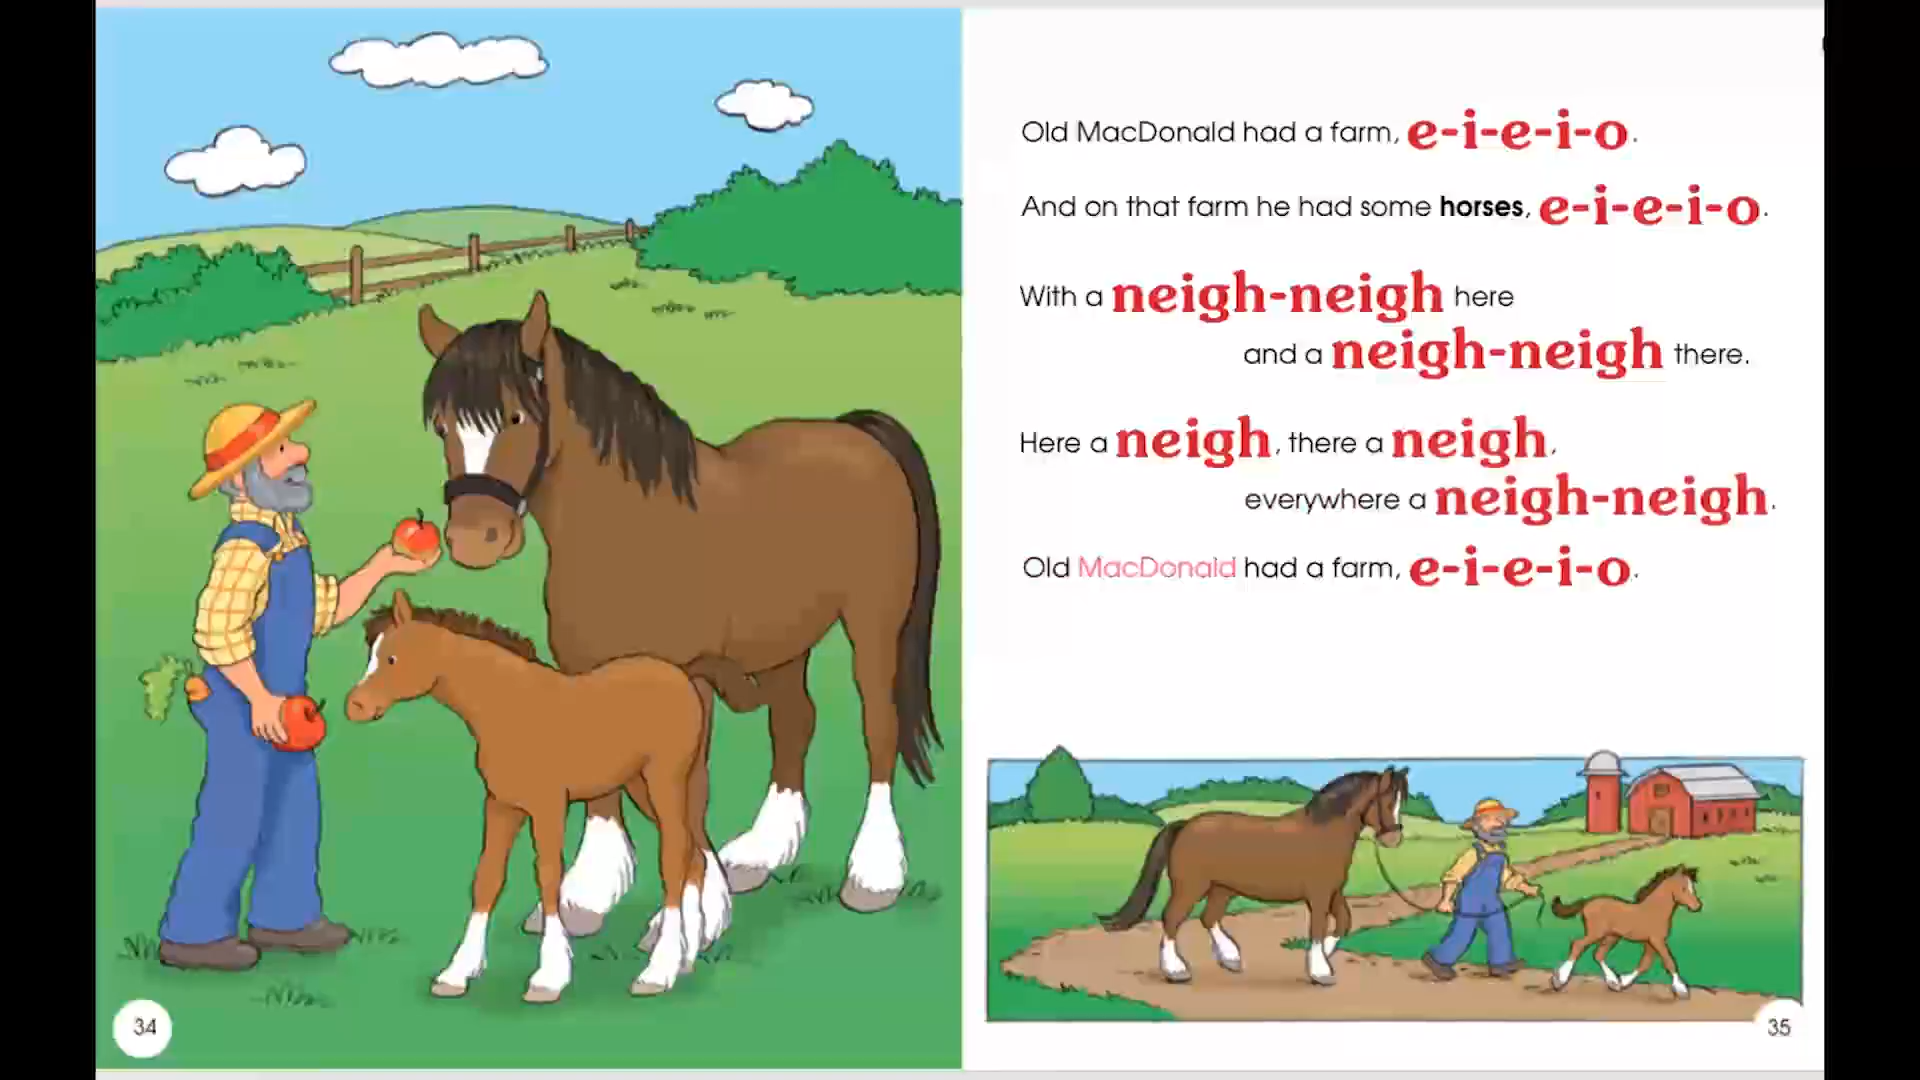 Old MacDonald had a farm, e-i-e-i-o.
And on that farm he had some horses, e-i-e-i-o.
With a neigh-neigh here
and a neigh-neigh there.
Here a neigh, there a neigh,
everywhere a neigh-neigh.
Old MacDonald had a farm, e-i-e-i-o.
34
35